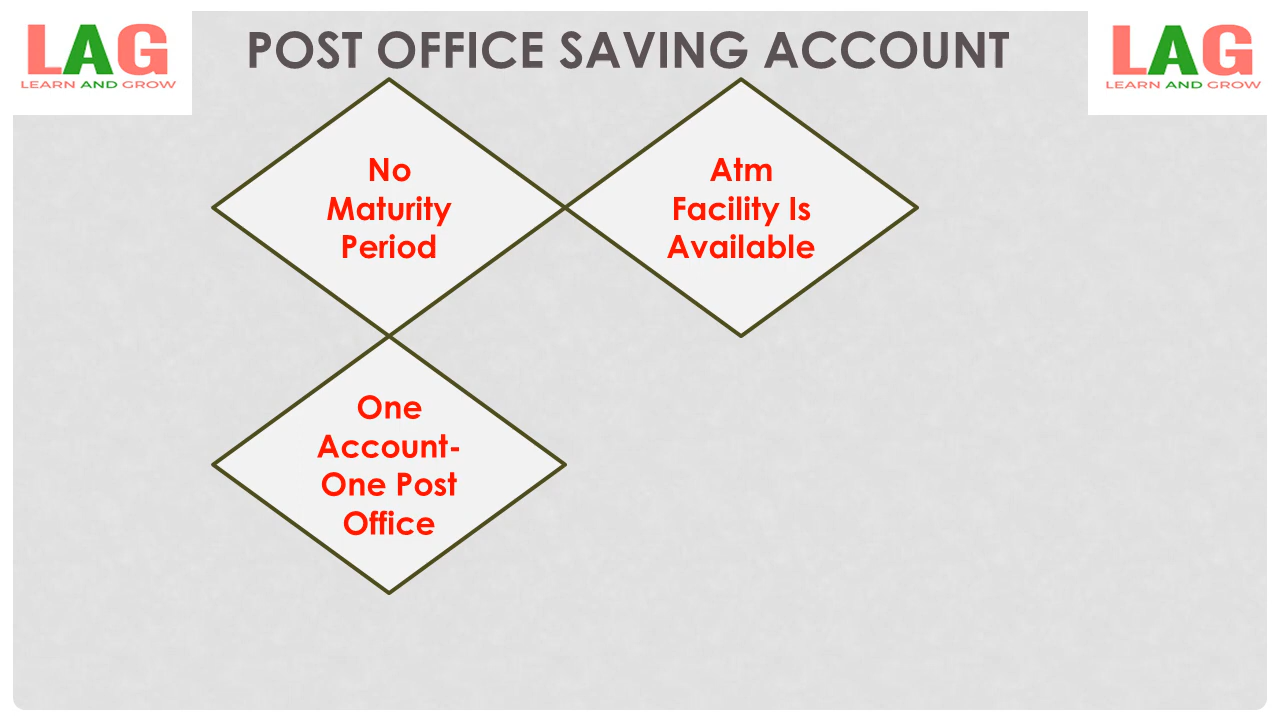 LAG
LEARN AND GROW
POST OFFICE SAVING ACCOUNT
LAG
LEARN AND GROW
No
Maturity
Period
Atm
Facility Is
Available
One
Account-
One Post
Office